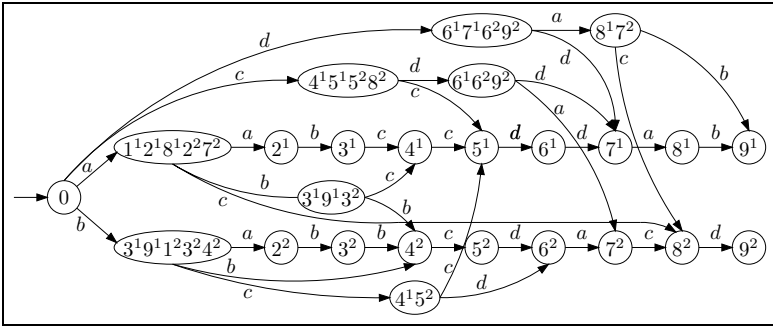 6¹7¹6²9² a 8¹7²
d d c
c 4¹5¹5²8² d 6¹6²9² d b
c a
a 1¹2¹8¹2²7² a 2¹ b 3¹ c 4¹ c 5¹ d 6¹ d 7¹ a 8¹ b 9¹
0 b 3¹9¹3² c
c b
b 3¹9¹1²3²4² a 2² b 3² b 4² c 5² d 6² a 7² c 8² d 9²
b c
c 4¹5² d